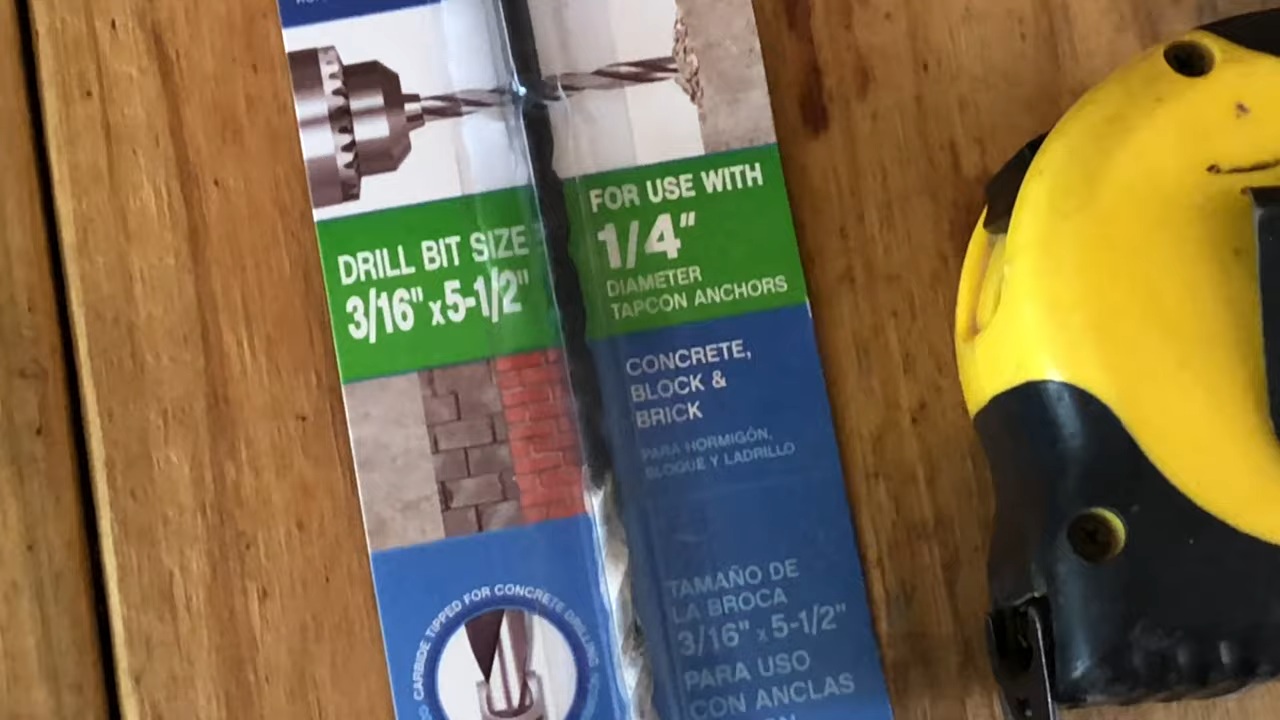 DRILL BIT SIZE
3/16" x 5-1/2"
FOR USE WITH
1/4"
DIAMETER
TAPCON ANCHORS
CONCRETE,
BLOCK &
BRICK
PARA HORMIGÓN,
BLOQUE Y LADRILLO
TAMAÑO DE
LA BROCA
3/16" x 5-1/2"
PARA USO
CON ANCLAS
CARBIDE TIPPED FOR CONCRETE DRILLING